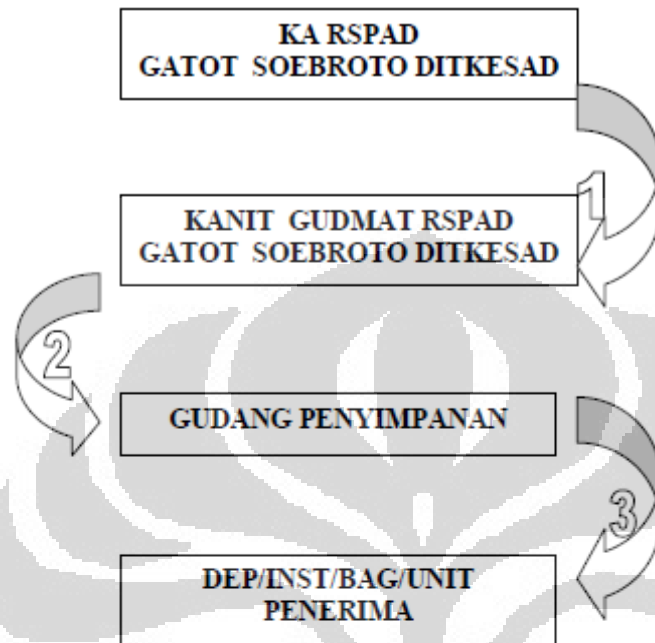 KA RSPAD
GATOT SOEBROTO DITKESAD
1
KANIT GUDMAT RSPAD
GATOT SOEBROTO DITKESAD
2
GUDANG PENYIMPANAN
3
DEP/INST/BAG/UNIT
PENERIMA